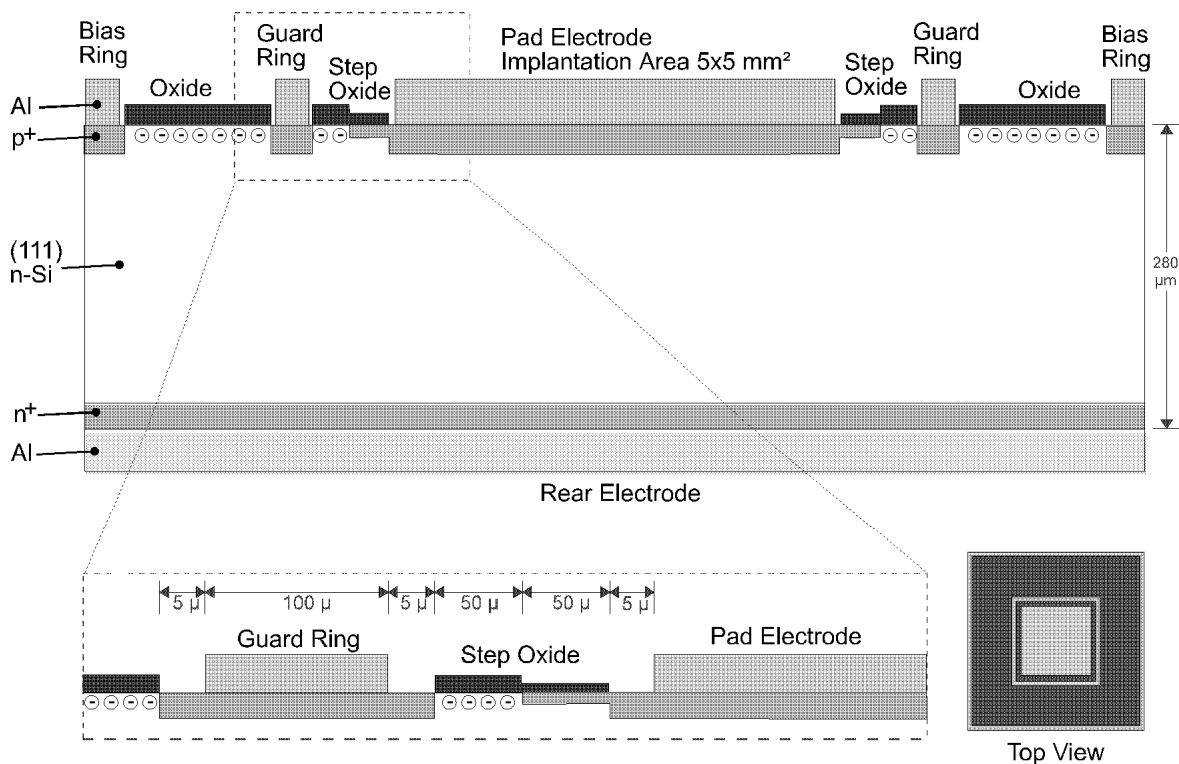 Bias
Ring
Guard
Ring
Step
Oxide
Pad Electrode
Implantation Area 5x5 mm²
Step
Oxide
Guard
Ring
Bias
Ring
Oxide
Oxide
Al
p+
(111)
n-Si
280
µm
n+
Al
Rear Electrode
5 µ
100 µ
5 µ
50 µ
50 µ
5 µ
Guard Ring
Step Oxide
Pad Electrode
Top View